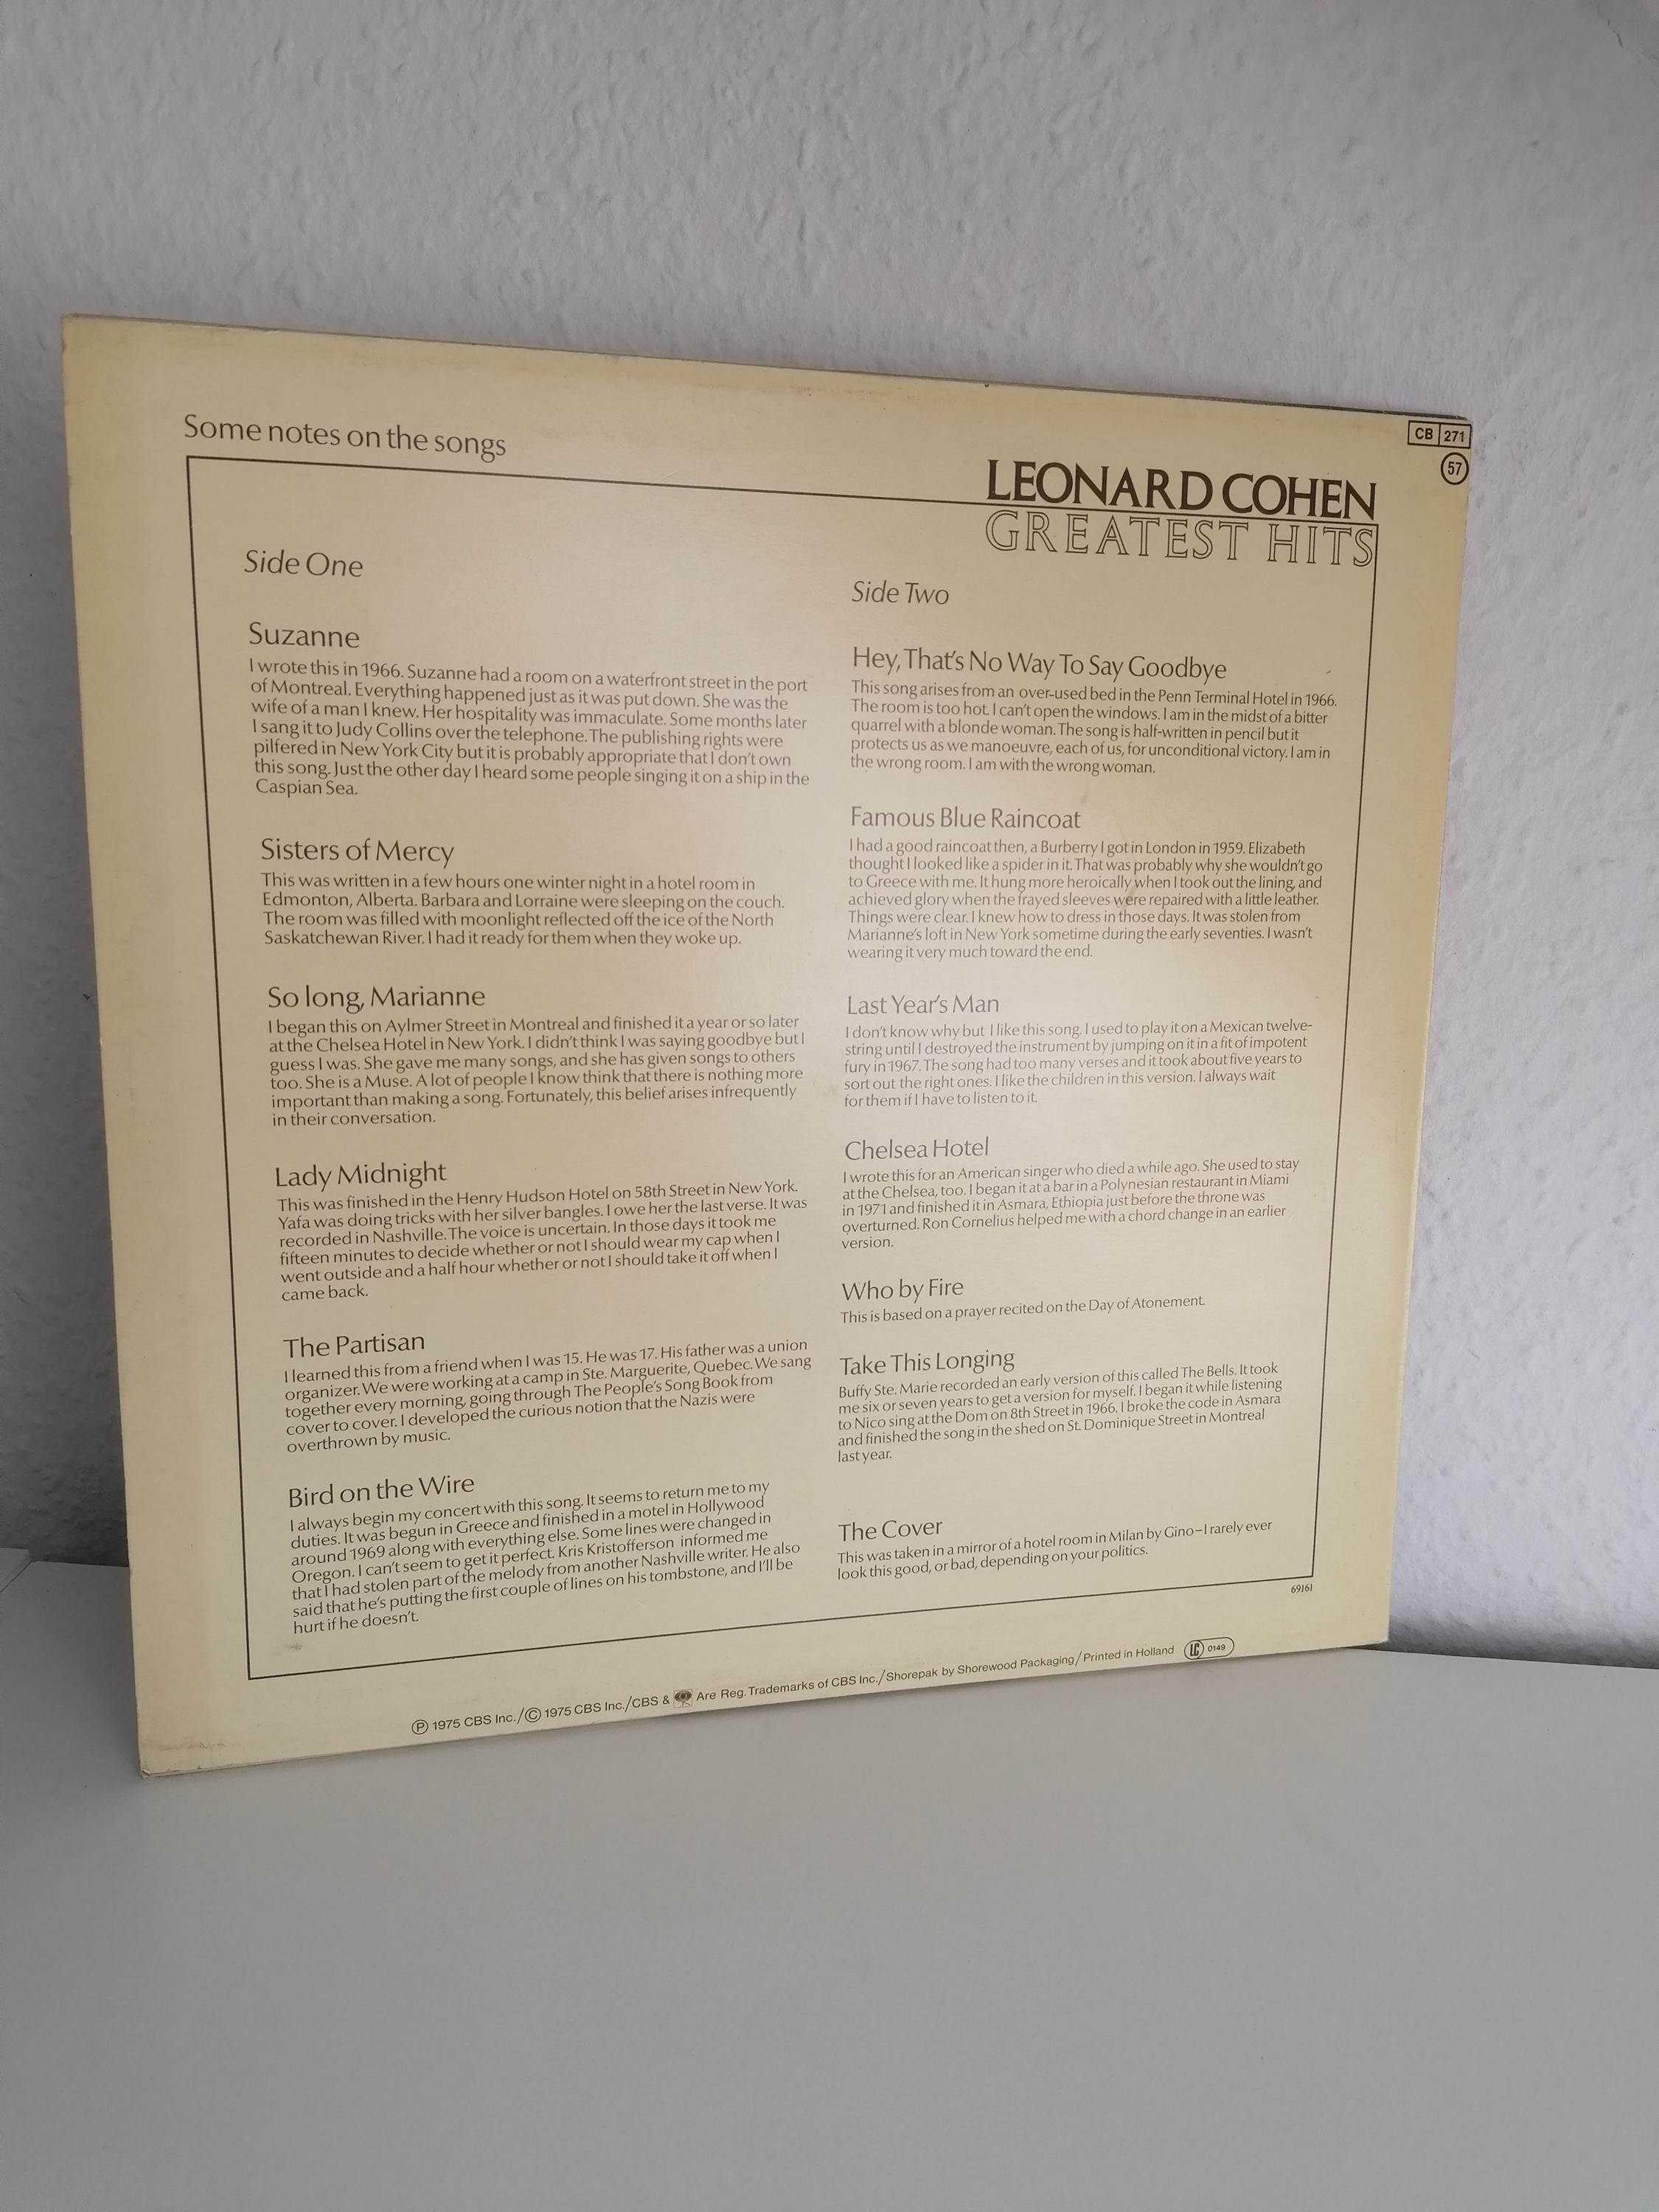 Some notes on the songs
CB 271
57
LEONARD COHEN
GREATEST HITS
Side One
Suzanne
I wrote this in 1966. Suzanne had a room on a waterfront street in the port
of Montreal. Everything happened just as it was put down. She was the
wife of a man I knew. Her hospitality was immaculate. Some months later
I sang it to Judy Collins over the telephone. The publishing rights were
pilfered in New York City but it is probably appropriate that I don't own
this song. Just the other day I heard some people singing it on a ship in the
Caspian Sea.
Sisters of Mercy
This was written in a few hours one winter night in a hotel room in
Edmonton, Alberta. Barbara and Lorraine were sleeping on the couch.
The room was filled with moonlight reflected off the ice of the North
Saskatchewan River. I had it ready for them when they woke up.
So long, Marianne
I began this on Aylmer Street in Montreal and finished it a year or so later
at the Chelsea Hotel in New York. I didn't think I was saying goodbye but I
guess I was. She gave me many songs, and she has given songs to others
too. She is a Muse. A lot of people I know think that there is nothing more
important than making a song. Fortunately, this belief arises infrequently
in their conversation.
Lady Midnight
This was finished in the Henry Hudson Hotel on 58th Street in New York.
Yafa was doing tricks with her silver bangles. I owe her the last verse. It was
recorded in Nashville. The voice is uncertain. In those days it took me
fifteen minutes to decide whether or not I should wear my cap when I
went outside and a half hour whether or not I should take it off when I
came back.
The Partisan
I learned this from a friend when I was 15. He was 17. His father was a union
organizer. We were working at a camp in Ste. Marguerite, Quebec. We sang
together every morning, going through The People's Song Book from
cover to cover. I developed the curious notion that the Nazis were
overthrown by music.
Bird on the Wire
I always begin my concert with this song. It seems to return me to my
duties. It was begun in Greece and finished in a motel in Hollywood
around 1969 along with everything else. Some lines were changed in
Oregon. I can't seem to get it perfect. Kris Kristofferson informed me
that I had stolen part of the melody from another Nashville writer. He also
said that he's putting the first couple of lines on his tombstone, and I'll be
hurt if he doesn't.
Side Two
Hey, That's No Way To Say Goodbye
This song arises from an over-used bed in the Penn Terminal Hotel in 1966.
The room is too hot. I can't open the windows. I am in the midst of a bitter
quarrel with a blonde woman. The song is half-written in pencil but it
protects us as we manoeuvre, each of us, for unconditional victory. I am in
the wrong room. I am with the wrong woman.
Famous Blue Raincoat
I had a good raincoat then, a Burberry I got in London in 1959. Elizabeth
thought I looked like a spider in it. That was probably why she wouldn't go
to Greece with me. It hung more heroically when I took out the lining, and
achieved glory when the frayed sleeves were repaired with a little leather.
Things were clear. I knew how to dress in those days. It was stolen from
Marianne's loft in New York sometime during the early seventies. I wasn't
wearing it very much toward the end.
Last Year's Man
I don't know why but I like this song. I used to play it on a Mexican twelve-
string until I destroyed the instrument by jumping on it in a fit of impotent
fury in 1967. The song had too many verses and it took about five years to
sort out the right ones. I like the children in this version. I always wait
for them if I have to listen to it.
Chelsea Hotel
I wrote this for an American singer who died a while ago. She used to stay
at the Chelsea, too. I began it at a bar in a Polynesian restaurant in Miami
in 1971 and finished it in Asmara, Ethiopia just before the throne was
overturned. Ron Cornelius helped me with a chord change in an earlier
version.
Who by Fire
This is based on a prayer recited on the Day of Atonement.
Take This Longing
Buffy Ste. Marie recorded an early version of this called The Bells. It took
me six or seven years to get a version for myself. I began it while listening
to Nico sing at the Dom on 8th Street in 1966. I broke the code in Asmara
and finished the song in the shed on St. Dominique Street in Montreal
last year.
The Cover
This was taken in a mirror of a hotel room in Milan by Gino–I rarely ever
look this good, or bad, depending on your politics.
69161
Ⓟ 1975 CBS Inc./Ⓒ 1975 CBS Inc./CBS & Are Reg. Trademarks of CBS Inc./Shorepak by Shorewood Packaging/Printed in Holland LC 0149